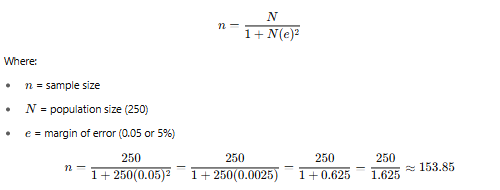 n = N / (1 + N(e)²)
Where:
• n = sample size
• N = population size (250)
• e = margin of error (0.05 or 5%)
n = 250 / (1 + 250(0.05)²) = 250 / (1 + 250(0.0025)) = 250 / (1 + 0.625) = 250 / 1.625 ≈ 153.85